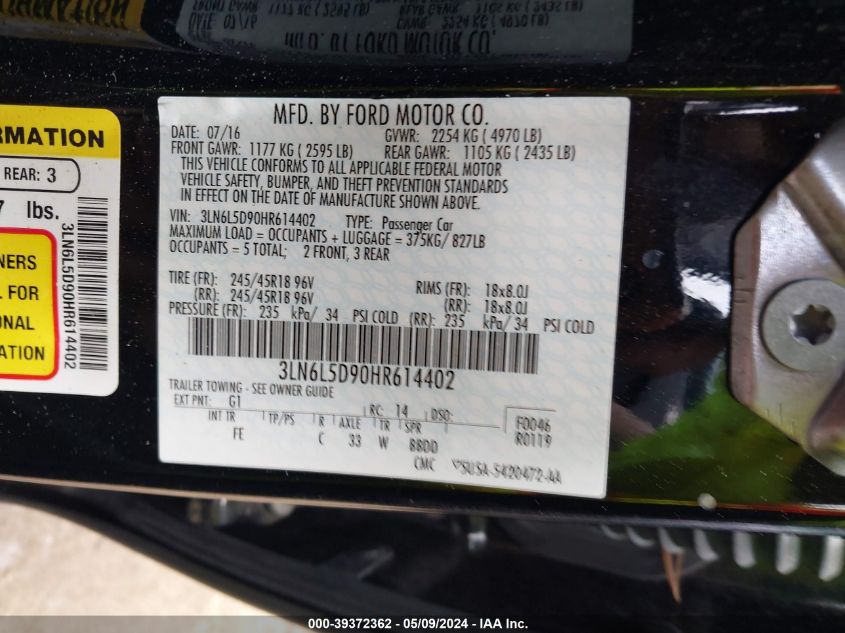 MFD. BY FORD MOTOR CO.
DATE: 07/16 GVWR: 2254 KG ( 4970 LB)
FRONT GAWR: 1177 KG ( 2595 LB) REAR GAWR: 1105 KG ( 2435 LB)
THIS VEHICLE CONFORMS TO ALL APPLICABLE FEDERAL MOTOR
VEHICLE SAFETY, BUMPER, AND THEFT PREVENTION STANDARDS
IN EFFECT ON THE DATE OF MANUFACTURE SHOWN ABOVE.
VIN: 3LN6L5D90HR614402 TYPE: Passenger Car
MAXIMUM LOAD = OCCUPANTS + LUGGAGE = 375KG/ 827LB
OCCUPANTS = 5 TOTAL; 2 FRONT, 3 REAR
TIRE (FR): 245/45R18 96V RIMS (FR): 18x8.0J
(RR): 245/45R18 96V (RR): 18x8.0J
PRESSURE (FR): 235 kPa/ 34 PSI COLD (RR): 235 kPa/ 34 PSI COLD
3LN6L5D90HR614402
TRAILER TOWING - SEE OWNER GUIDE
EXT PNT: G1 RC: 14 DSO: F0046
INT TR TP/PS R AXLE TR SPR R0119
FE C 33 W 88DD
CMC 5USA-5420472-AA
RMATION
REAR: 3
7 lbs.
NERS
L FOR
ONAL
ATION
3LN6L5D90HR614402
000-39372362 - 05/09/2024 - IAA Inc.